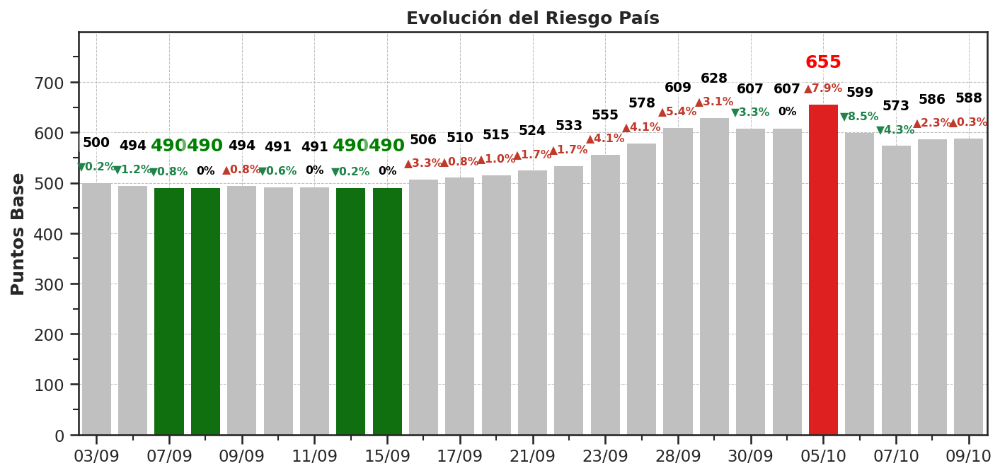 Evolución del Riesgo País
Puntos Base
700
600
500
400
300
200
100
0
500 494 490 490 494 491 491 490 490 506 510 515 524 533 555 578 609 628 607 607 655 599 573 586 588
▼0.2% ▼1.2% ▼0.8% 0% ▲0.8% ▼0.6% 0% ▼0.2% 0% ▲3.3% ▲0.8% ▲1.0% ▲1.7% ▲1.7% ▲4.1% ▲4.1% ▲5.4% ▲3.1% ▼3.3% 0% ▲7.9% ▼8.5% ▼4.3% ▲2.3% ▲0.3%
03/09 07/09 09/09 11/09 15/09 17/09 21/09 23/09 28/09 30/09 05/10 07/10 09/10